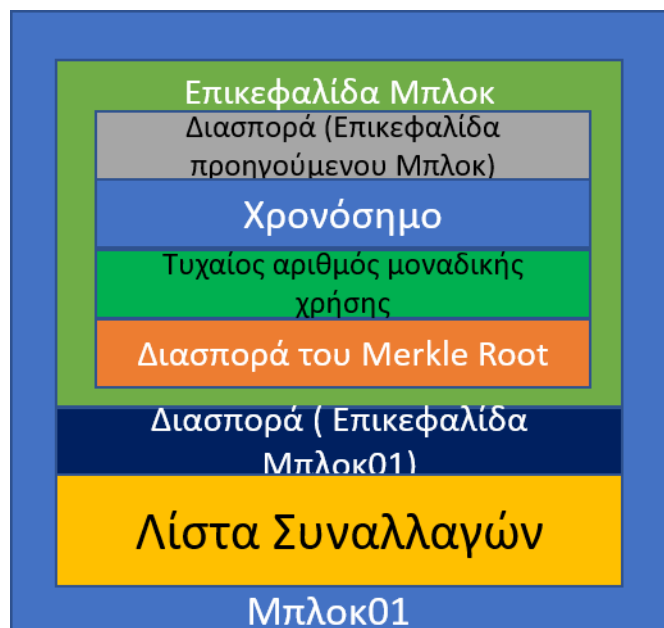 Επικεφαλίδα Μπλοκ
Διασπορά (Επικεφαλίδα
προηγούμενου Μπλοκ)
Χρονόσημο
Τυχαίος αριθμός μοναδικής
χρήσης
Διασπορά του Merkle Root
Διασπορά ( Επικεφαλίδα
Μπλοκ01)
Λίστα Συναλλαγών
Μπλοκ01